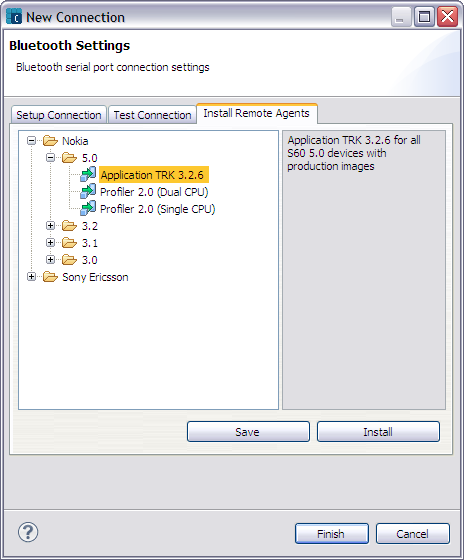 New Connection
Bluetooth Settings
Bluetooth serial port connection settings
Setup Connection Test Connection Install Remote Agents
Nokia
5.0
Application TRK 3.2.6
Profiler 2.0 (Dual CPU)
Profiler 2.0 (Single CPU)
3.2
3.1
3.0
Sony Ericsson
Application TRK 3.2.6 for all
S60 5.0 devices with
production images
Save Install
? Finish Cancel